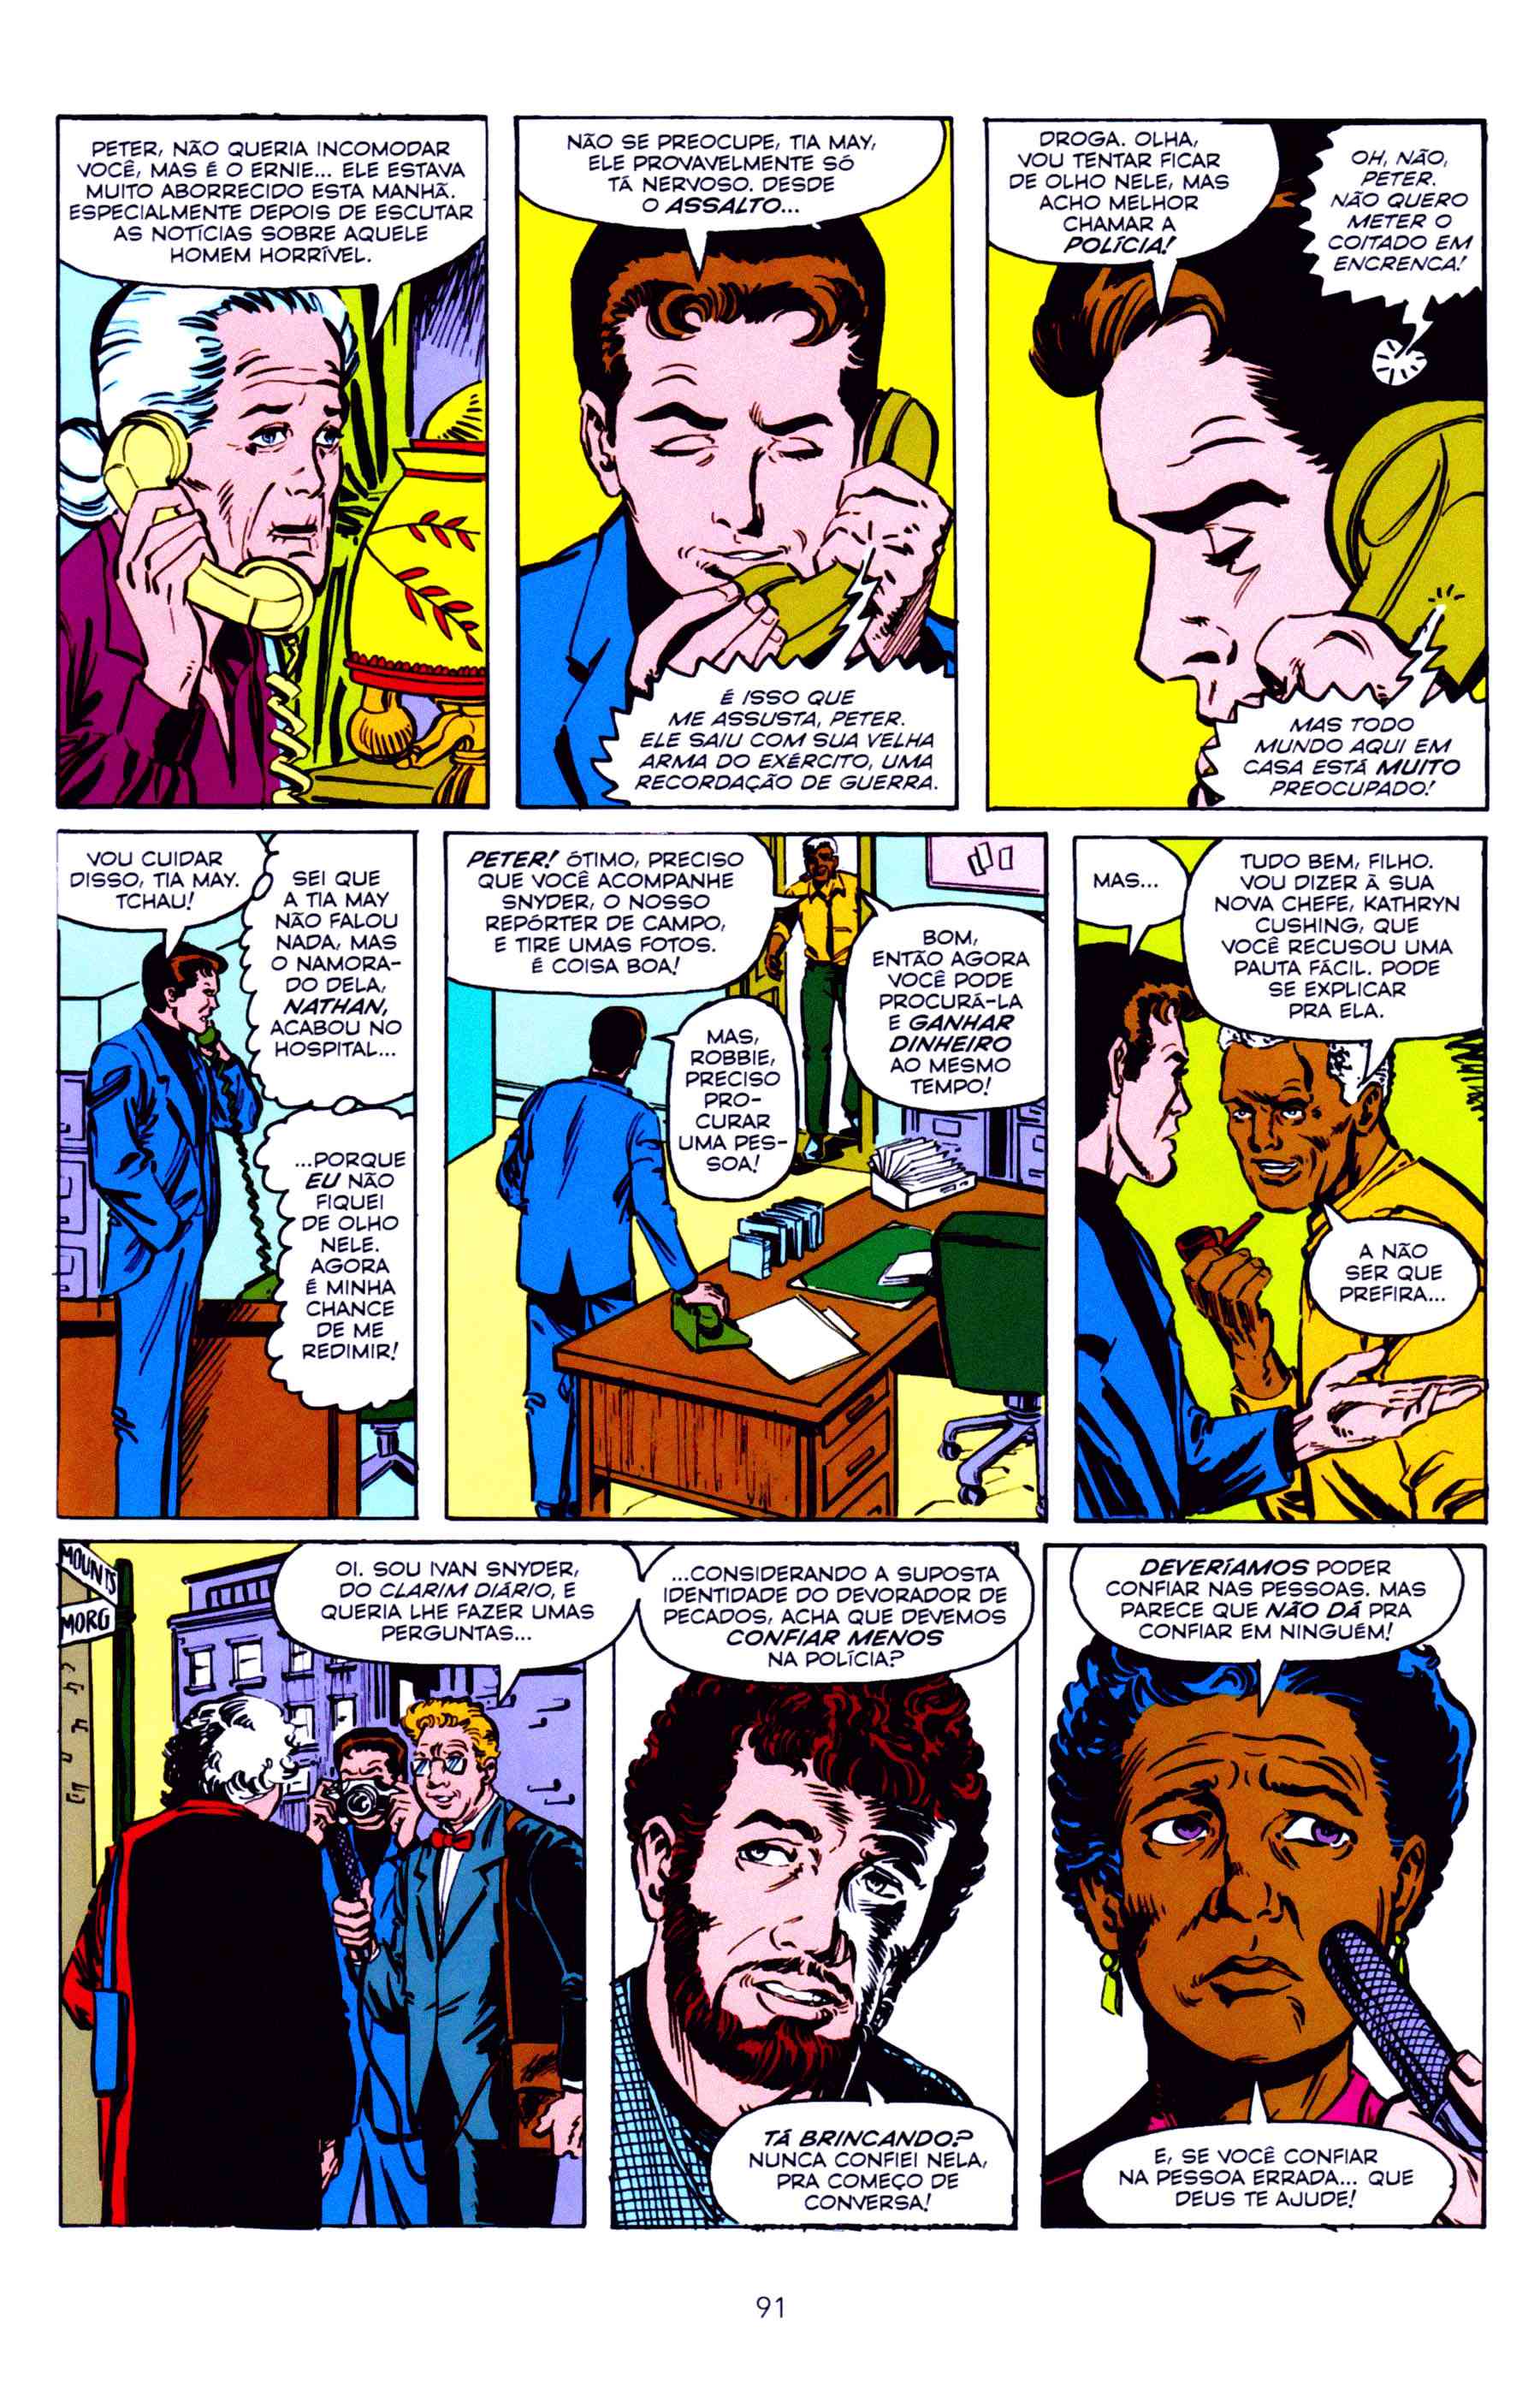 PETER, NÃO QUERIA INCOMODAR
VOCÊ, MAS É O ERNIE... ELE ESTAVA
MUITO ABORRECIDO ESTA MANHÃ.
ESPECIALMENTE DEPOIS DE ESCUTAR
AS NOTÍCIAS SOBRE AQUELE
HOMEM HORRÍVEL.
NÃO SE PREOCUPE, TIA MAY,
ELE PROVAVELMENTE SÓ
TÁ NERVOSO. DESDE
O ASSALTO...
É ISSO QUE
ME ASSUSTA, PETER.
ELE SAIU COM SUA VELHA
ARMA DO EXÉRCITO, UMA
RECORDAÇÃO DE GUERRA.
DROGA. OLHA,
VOU TENTAR FICAR
DE OLHO NELE, MAS
ACHO MELHOR
CHAMAR A
POLÍCIA!
OH, NÃO,
PETER.
NÃO QUERO
METER O
COITADO EM
ENCRENCA!
MAS TODO
MUNDO AQUI EM
CASA ESTÁ MUITO
PREOCUPADO!
VOU CUIDAR
DISSO, TIA MAY.
TCHAU!
SEI QUE
A TIA MAY
NÃO FALOU
NADA, MAS
O NAMORA-
DO DELA,
NATHAN,
ACABOU NO
HOSPITAL...
...PORQUE
EU NÃO
FIQUEI
DE OLHO
NELE.
AGORA
É MINHA
CHANCE
DE ME
REDIMIR!
PETER! ÓTIMO, PRECISO
QUE VOCÊ ACOMPANHE
SNYDER, O NOSSO
REPÓRTER DE CAMPO,
E TIRE UMAS FOTOS.
É COISA BOA!
MAS,
ROBBIE,
PRECISO
PRO-
CURAR
UMA PES-
SOA!
BOM,
ENTÃO AGORA
VOCÊ PODE
PROCURÁ-LA
E GANHAR
DINHEIRO
AO MESMO
TEMPO!
MAS...
TUDO BEM, FILHO.
VOU DIZER À SUA
NOVA CHEFE, KATHRYN
CUSHING, QUE
VOCÊ RECUSOU UMA
PAUTA FÁCIL. PODE
SE EXPLICAR
PRA ELA.
A NÃO
SER QUE
PREFIRA...
MOUNTS
MORG
OI. SOU IVAN SNYDER,
DO CLARIM DIÁRIO, E
QUERIA LHE FAZER UMAS
PERGUNTAS...
...CONSIDERANDO A SUPOSTA
IDENTIDADE DO DEVORADOR DE
PECADOS, ACHA QUE DEVEMOS
CONFIAR MENOS
NA POLÍCIA?
TÁ BRINCANDO?
NUNCA CONFIEI NELA,
PRA COMEÇO DE
CONVERSA!
DEVERÍAMOS PODER
CONFIAR NAS PESSOAS. MAS
PARECE QUE NÃO DÁ PRA
CONFIAR EM NINGUÉM!
E, SE VOCÊ CONFIAR
NA PESSOA ERRADA... QUE
DEUS TE AJUDE!
91